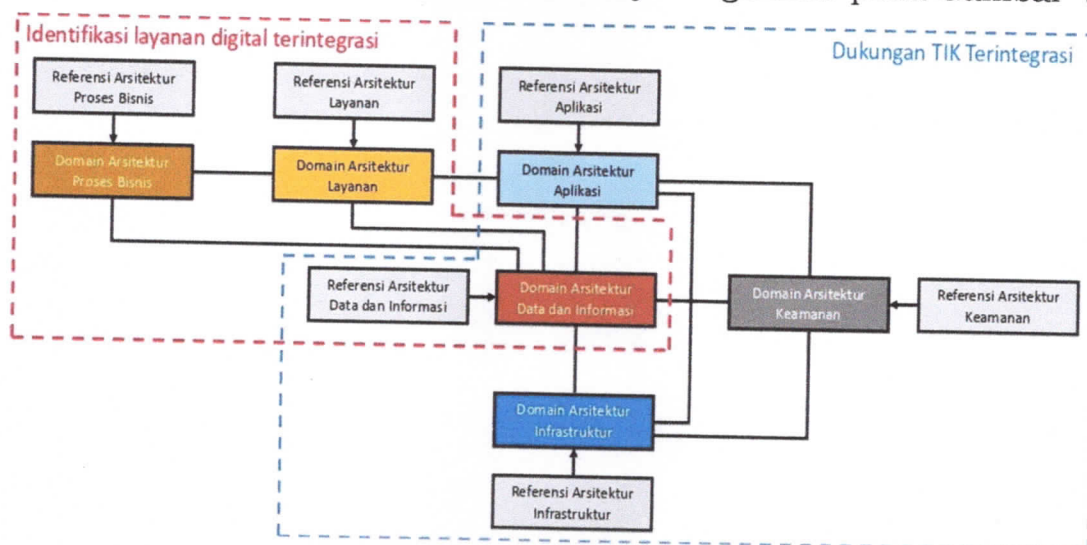 Identifikasi layanan digital terintegrasi
Dukungan TIK Terintegrasi
Referensi Arsitektur
Proses Bisnis
Referensi Arsitektur
Layanan
Referensi Arsitektur
Aplikasi
Domain Arsitektur
Proses Bisnis
Domain Arsitektur
Layanan
Domain Arsitektur
Aplikasi
Referensi Arsitektur
Data dan Informasi
Domain Arsitektur
Data dan Informasi
Domain Arsitektur
Keamanan
Referensi Arsitektur
Keamanan
Domain Arsitektur
Infrastruktur
Referensi Arsitektur
Infrastruktur